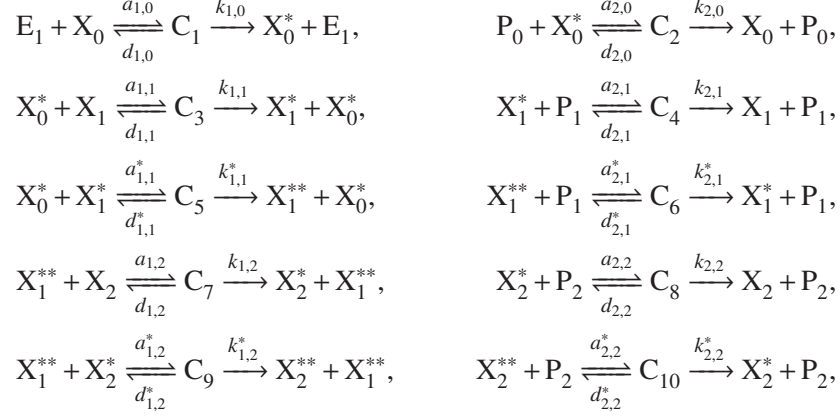 E₁ + X₀ ⇌[a₁,₀][d₁,₀] C₁ →[k₁,₀] X₀* + E₁,    P₀ + X₀* ⇌[a₂,₀][d₂,₀] C₂ →[k₂,₀] X₀ + P₀,
X₀* + X₁ ⇌[a₁,₁][d₁,₁] C₃ →[k₁,₁] X₁* + X₀*,    X₁* + P₁ ⇌[a₂,₁][d₂,₁] C₄ →[k₂,₁] X₁ + P₁,
X₀* + X₁* ⇌[a*₁,₁][d*₁,₁] C₅ →[k*₁,₁] X₁** + X₀*,    X₁** + P₁ ⇌[a*₂,₁][d*₂,₁] C₆ →[k*₂,₁] X₁* + P₁,
X₁** + X₂ ⇌[a₁,₂][d₁,₂] C₇ →[k₁,₂] X₂* + X₁**,    X₂* + P₂ ⇌[a₂,₂][d₂,₂] C₈ →[k₂,₂] X₂ + P₂,
X₁** + X₂* ⇌[a*₁,₂][d*₁,₂] C₉ →[k*₁,₂] X₂** + X₁**,    X₂** + P₂ ⇌[a*₂,₂][d*₂,₂] C₁₀ →[k*₂,₂] X₂* + P₂,